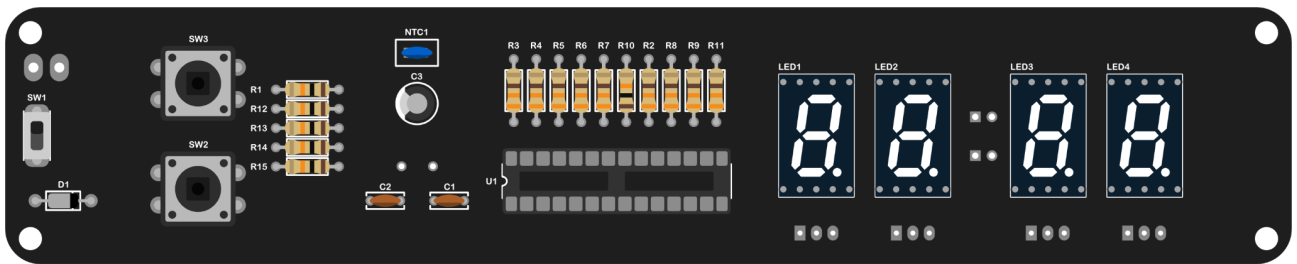 SW3
NTC1
R3 R4 R5 R6 R7 R10 R2 R8 R9 R11
LED1 LED2 LED3 LED4
C3
R1
SW1
R12
R13
SW2
R14
R15
D1
C2 C1
U1